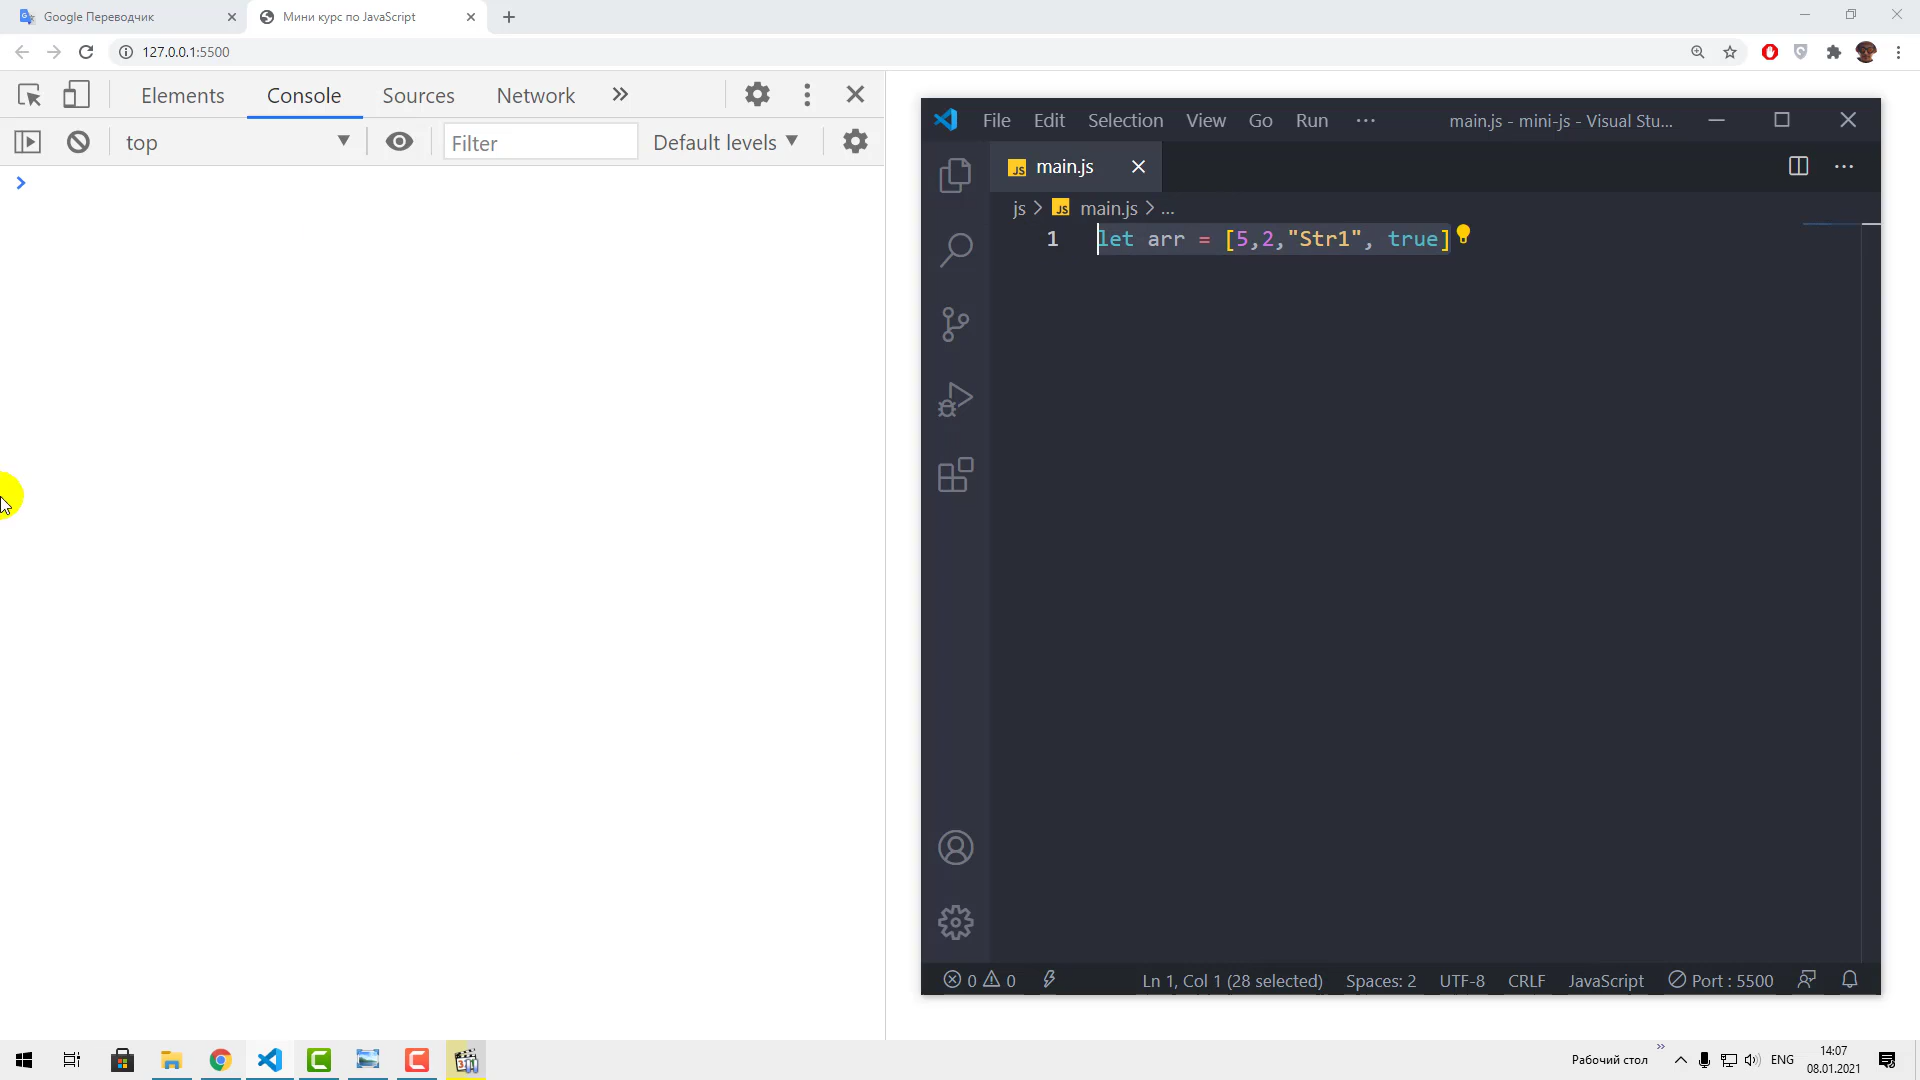 Google Переводчик
Мини курс по JavaScript
127.0.0.1:5500
Elements Console Sources Network
top Filter Default levels
File Edit Selection View Go Run ··· main.js - mini-js - Visual Stu...
main.js
js > main.js > ...
1 let arr = [5,2,"Str1", true]
0 0 Ln 1, Col 1 (28 selected) Spaces: 2 UTF-8 CRLF JavaScript Port : 5500
Рабочий стол ENG 14:07
08.01.2021